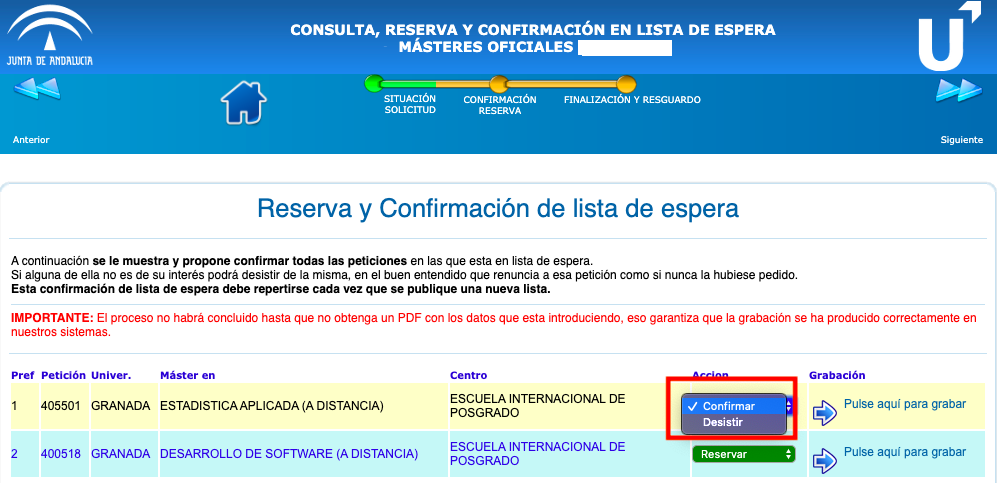 CONSULTA, RESERVA Y CONFIRMACIÓN EN LISTA DE ESPERA
MÁSTERES OFICIALES
JUNTA DE ANDALUCIA
SITUACIÓN SOLICITUD
CONFIRMACIÓN RESERVA
FINALIZACIÓN Y RESGUARDO
Anterior
Siguiente
Reserva y Confirmación de lista de espera
A continuación se le muestra y propone confirmar todas las peticiones en las que esta en lista de espera.
Si alguna de ella no es de su interés podrá desistir de la misma, en el buen entendido que renuncia a esa petición como si nunca la hubiese pedido.
Esta confirmación de lista de espera debe repertirse cada vez que se publique una nueva lista.
IMPORTANTE: El proceso no habrá concluido hasta que no obtenga un PDF con los datos que esta introduciendo, eso garantiza que la grabación se ha producido correctamente en
nuestros sistemas.
Pref Petición Univer. Máster en Centro Accion Grabación
1 405501 GRANADA ESTADISTICA APLICADA (A DISTANCIA) ESCUELA INTERNACIONAL DE POSGRADO Confirmar Pulse aquí para grabar
Desistir
2 400518 GRANADA DESARROLLO DE SOFTWARE (A DISTANCIA) ESCUELA INTERNACIONAL DE POSGRADO Reservar Pulse aquí para grabar